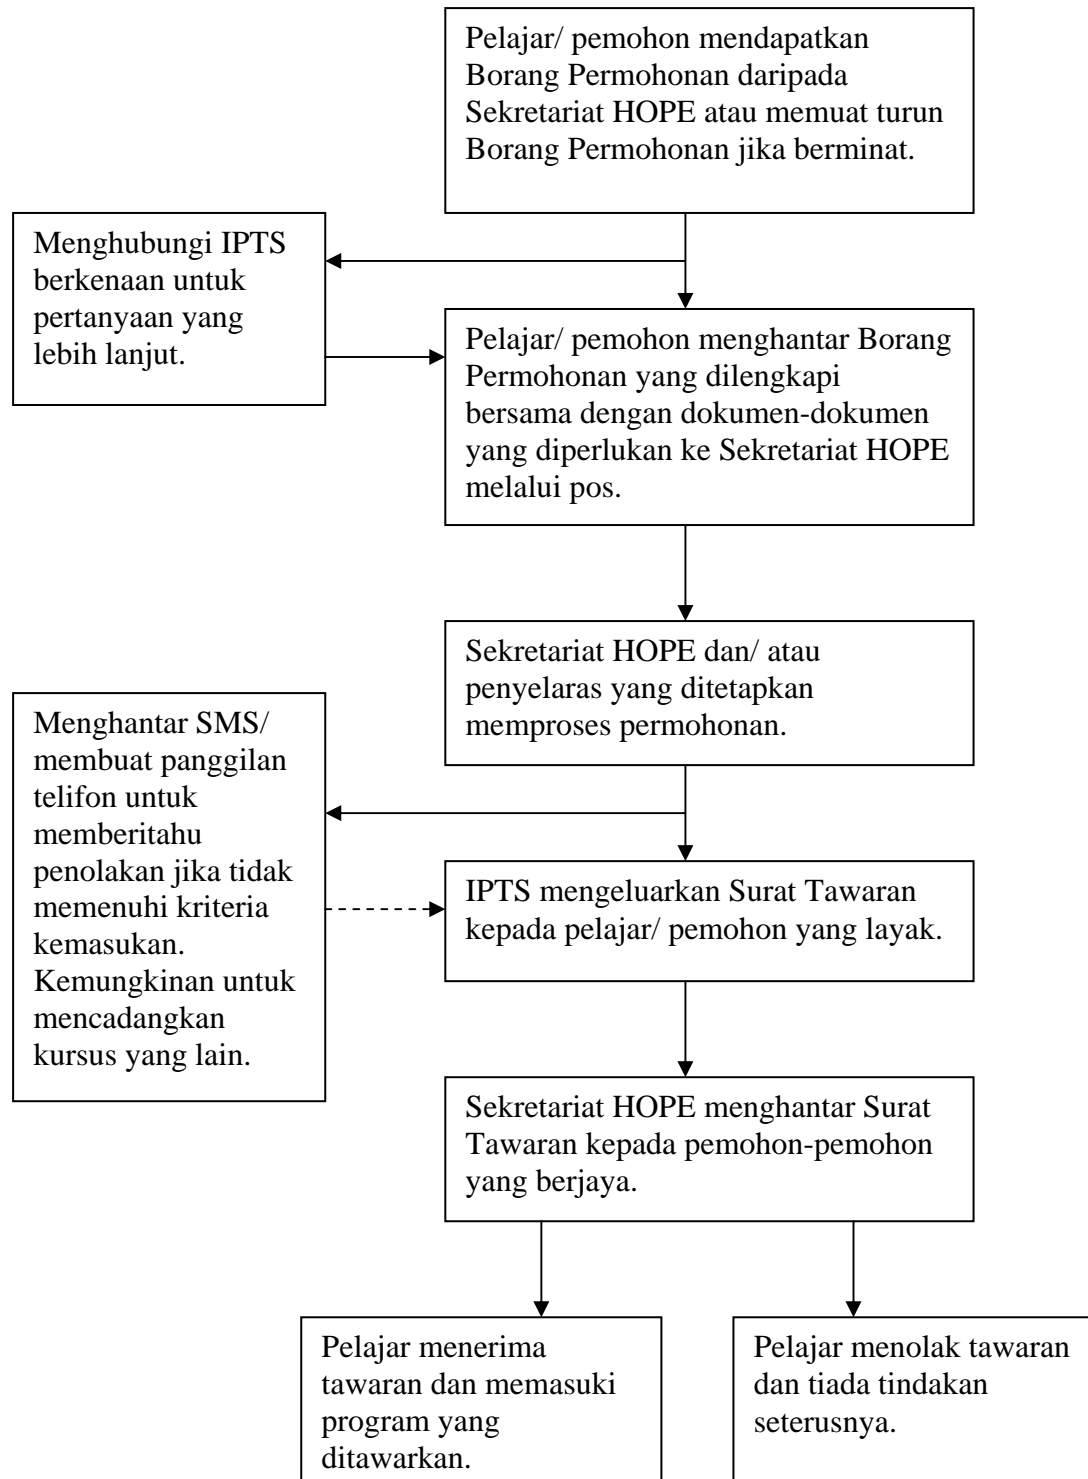 Pelajar/ pemohon mendapatkan
Borang Permohonan daripada
Sekretariat HOPE atau memuat turun
Borang Permohonan jika berminat.
Menghubungi IPTS
berkenaan untuk
pertanyaan yang
lebih lanjut.
Pelajar/ pemohon menghantar Borang
Permohonan yang dilengkapi
bersama dengan dokumen-dokumen
yang diperlukan ke Sekretariat HOPE
melalui pos.
Sekretariat HOPE dan/ atau
penyelaras yang ditetapkan
memproses permohonan.
Menghantar SMS/
membuat panggilan
telifon untuk
memberitahu
penolakan jika tidak
memenuhi kriteria
kemasukan.
Kemungkinan untuk
mencadangkan
kursus yang lain.
IPTS mengeluarkan Surat Tawaran
kepada pelajar/ pemohon yang layak.
Sekretariat HOPE menghantar Surat
Tawaran kepada pemohon-pemohon
yang berjaya.
Pelajar menerima
tawaran dan memasuki
program yang
ditawarkan.
Pelajar menolak tawaran
dan tiada tindakan
seterusnya.